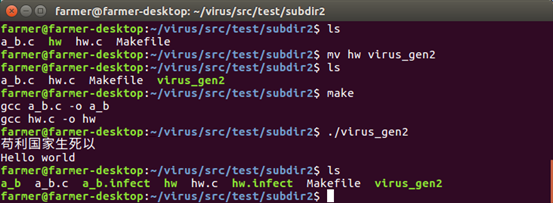 farmer@farmer-desktop: ~/virus/src/test/subdir2
farmer@farmer-desktop:~/virus/src/test/subdir2$ ls
a_b.c  hw  hw.c  Makefile
farmer@farmer-desktop:~/virus/src/test/subdir2$ mv hw virus_gen2
farmer@farmer-desktop:~/virus/src/test/subdir2$ ls
a_b.c  hw.c  Makefile  virus_gen2
farmer@farmer-desktop:~/virus/src/test/subdir2$ make
gcc a_b.c -o a_b
gcc hw.c -o hw
farmer@farmer-desktop:~/virus/src/test/subdir2$ ./virus_gen2
苟利国家生死以
Hello world
farmer@farmer-desktop:~/virus/src/test/subdir2$ ls
a_b  a_b.c  a_b.infect  hw  hw.c  hw.infect  Makefile  virus_gen2
farmer@farmer-desktop:~/virus/src/test/subdir2$